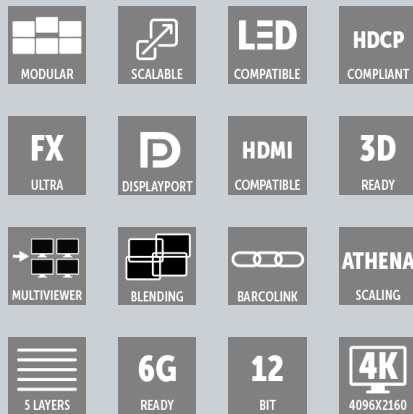 MODULAR
SCALABLE
LED
COMPATIBLE
HDCP
COMPLIANT
FX
ULTRA
DISPLAYPORT
HDMI
COMPATIBLE
3D
READY
MULTIVIEWER
BLENDING
BARCOLINK
ATHENA
SCALING
5 LAYERS
6G
READY
12
BIT
4K
4096X2160